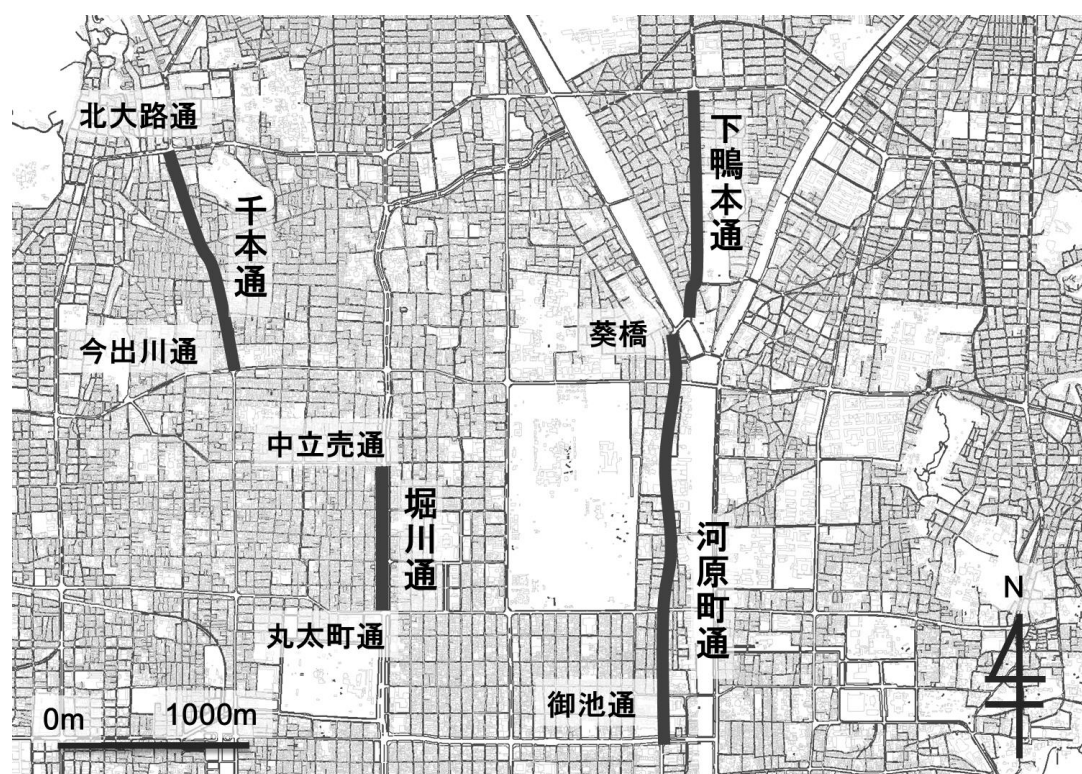 北大路通
下鴨本通
千本通
葵橋
今出川通
中立売通
堀川通
河原町通
N
丸太町通
御池通
0m
1000m